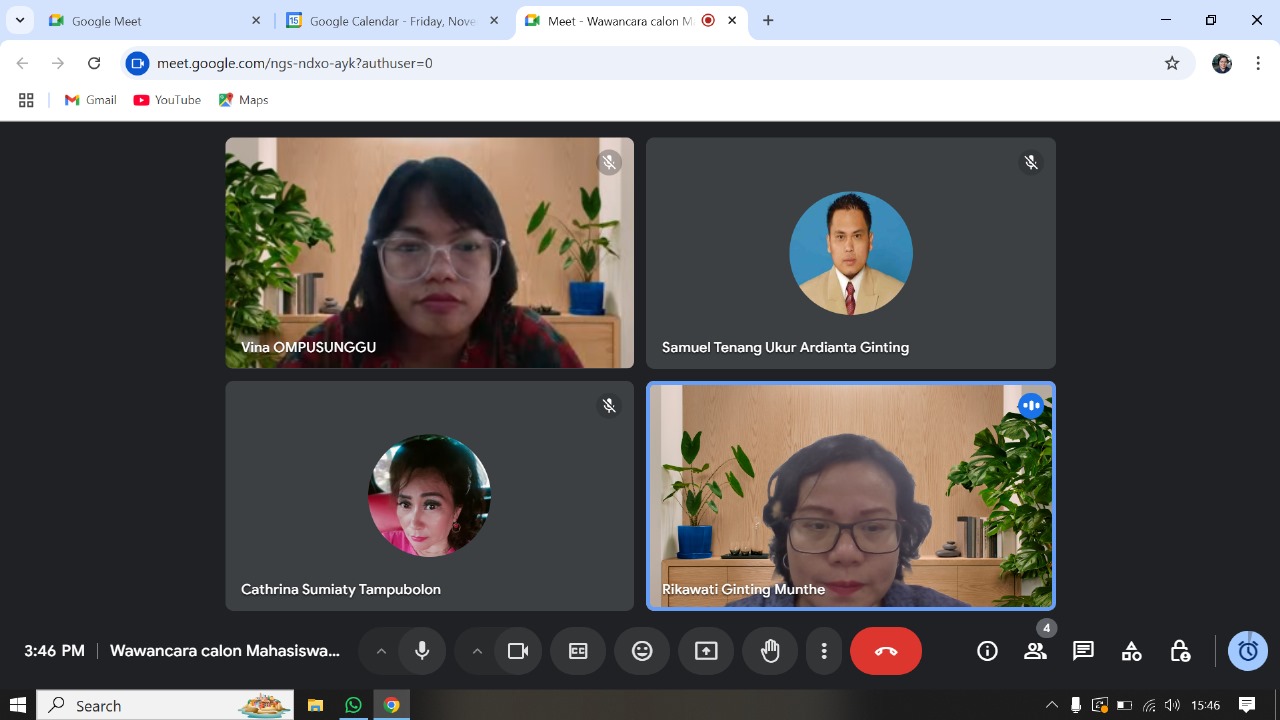 Google Meet
Google Calendar - Friday, Nove
Meet - Wawancara calon M
meet.google.com/ngs-ndxo-ayk?authuser=0
Gmail
YouTube
Maps
Vina OMPUSUNGGU
Samuel Tenang Ukur Ardianta Ginting
Cathrina Sumiaty Tampubolon
Rikawati Ginting Munthe
3:46 PM
Wawancara calon Mahasiswa...
4
Search
15:46